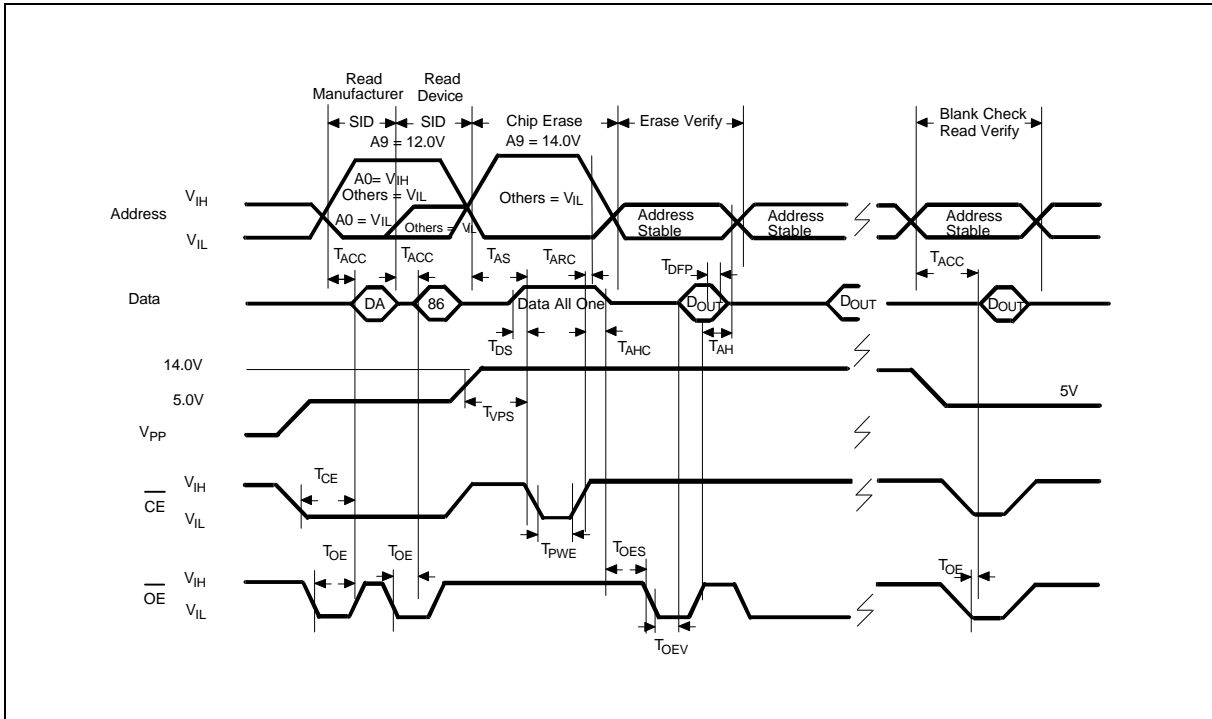 Read Manufacturer
SID
Read Device
SID
Chip Erase
Erase Verify
Blank Check Read Verify
A9 = 12.0V
A9 = 14.0V
Address
VIH
VIL
A0= VIH
Others = VIL
A0 = VIL
Others = VIL
Others = VIL
Address Stable
Address Stable
Address Stable
TACC
TACC
TAS
TARC
TDFP
TACC
Data
DA
86
Data All One
DOUT
DOUT
DOUT
TDS
TAHC
TAH
14.0V
5.0V
VPP
TVPS
5V
CE
VIH
VIL
TCE
TPWE
OE
VIH
VIL
TOE
TOE
TOES
TOEV
TOE